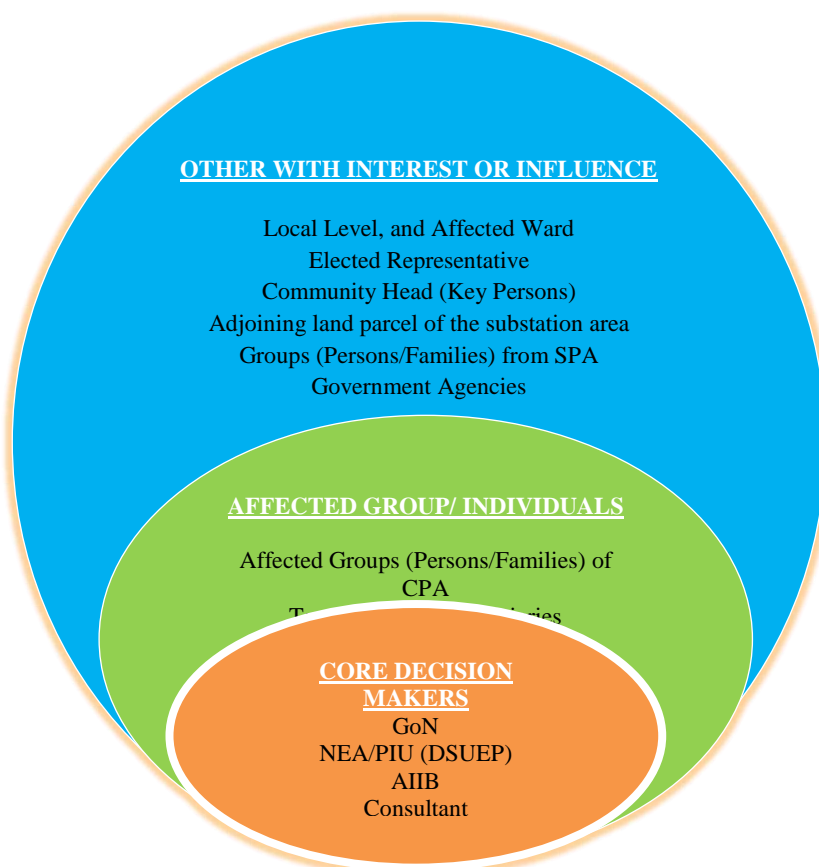 OTHER WITH INTEREST OR INFLUENCE
Local Level, and Affected Ward
Elected Representative
Community Head (Key Persons)
Adjoining land parcel of the substation area
Groups (Persons/Families) from SPA
Government Agencies
AFFECTED GROUP/ INDIVIDUALS
Affected Groups (Persons/Families) of
CPA
CORE DECISION
MAKERS
GoN
NEA/PIU (DSUEP)
AIIB
Consultant